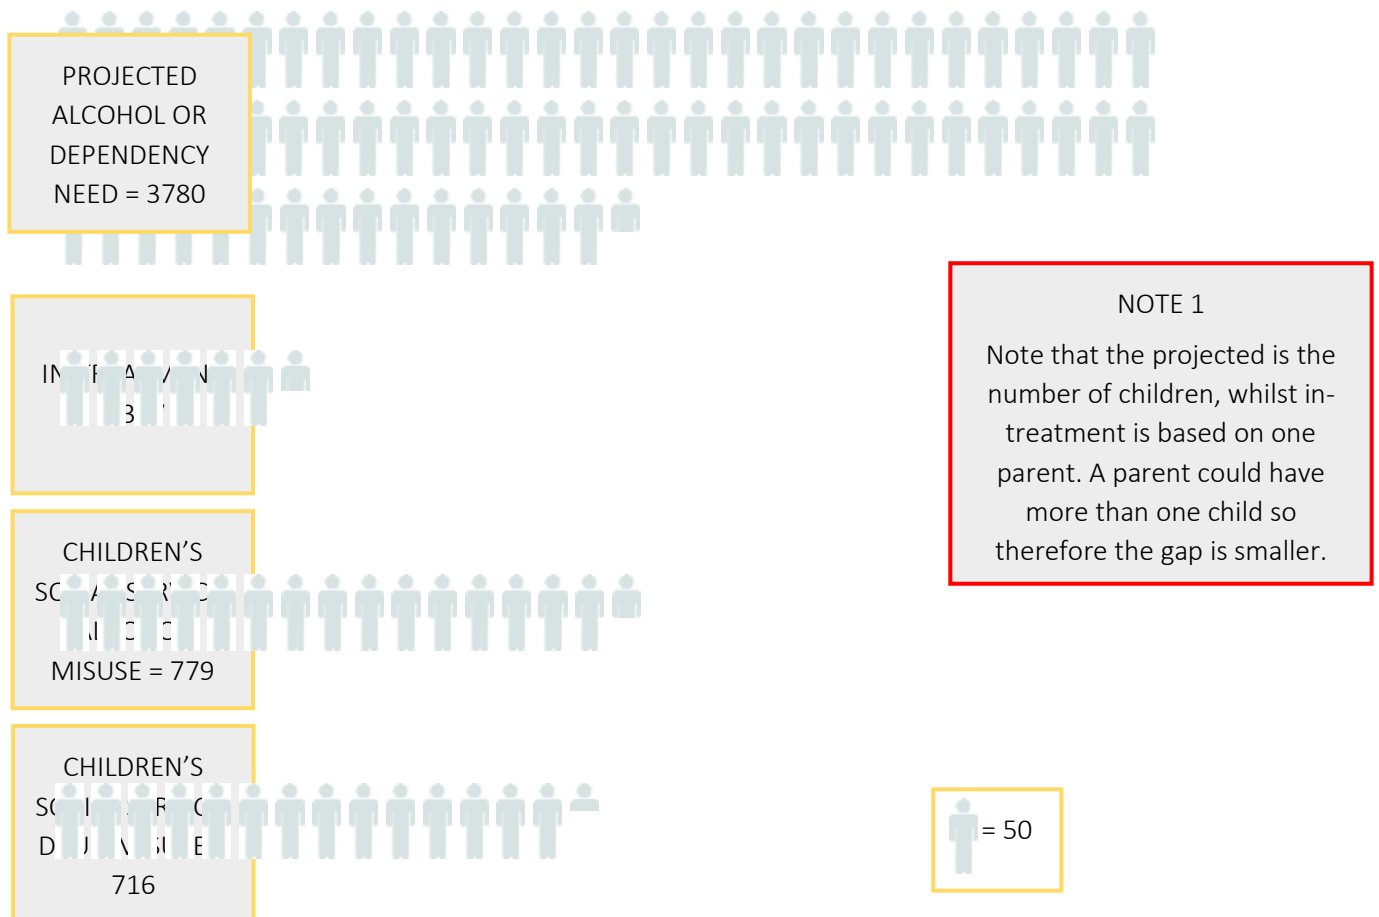 PROJECTED
ALCOHOL OR
DEPENDENCY
NEED = 3780
NOTE 1
Note that the projected is the
number of children, whilst in-
treatment is based on one
parent. A parent could have
more than one child so
therefore the gap is smaller.
CHILDREN’S
MISUSE = 779
CHILDREN’S
716
= 50